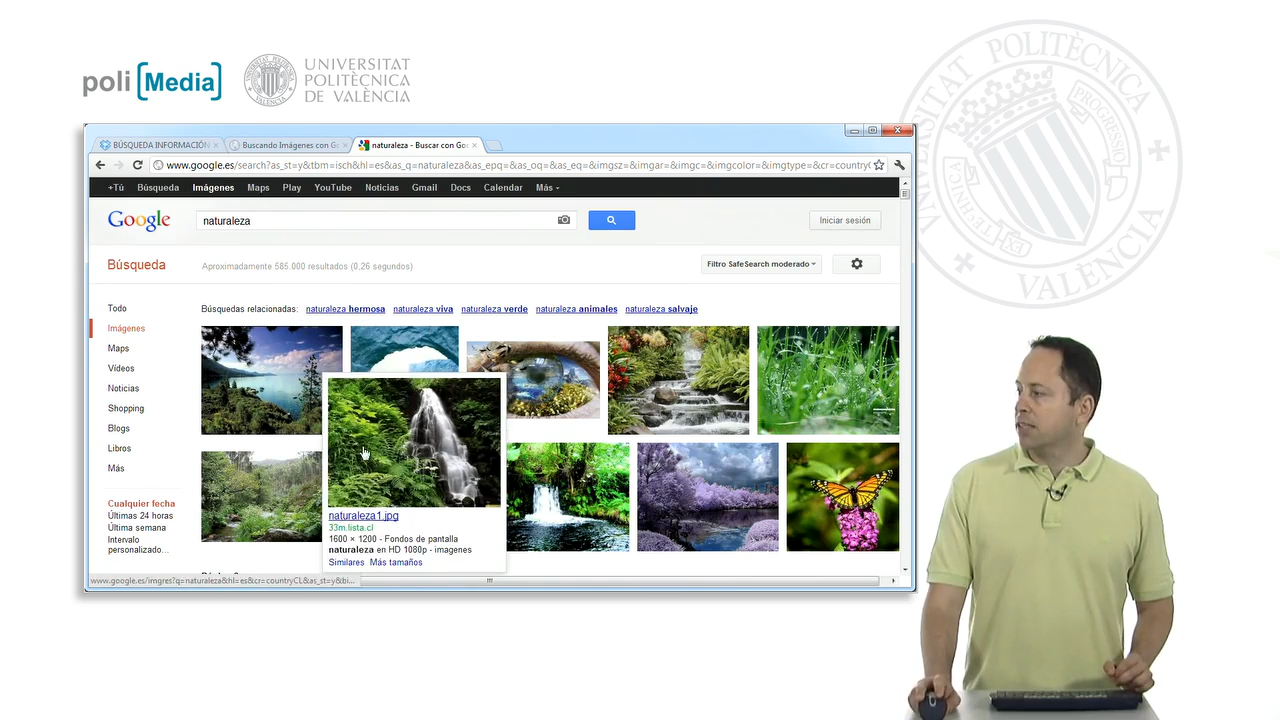 poli[Media]
UNIVERSITAT
POLITÈCNICA
DE VALÈNCIA
UNIVERSITAT POLITÈCNICA
VALÈNCIA
BÚSQUEDA INFORMACIÓN
Buscando Imágenes con Go
naturaleza - Buscar con Goo
www.google.es/search?as_st=y&tbm=isch&hl=es&as_q=naturaleza&as_epq=&as_oq=&as_eq=&imgsz=&imgar=&imgc=&imgcolor=&imgtype=&cr=country
+Tú Búsqueda Imágenes Maps Play YouTube Noticias Gmail Docs Calendar Más
Google
naturaleza
Iniciar sesión
Búsqueda
Aproximadamente 585.000 resultados (0,26 segundos)
Filtro SafeSearch moderado
Búsquedas relacionadas: naturaleza hermosa naturaleza viva naturaleza verde naturaleza animales naturaleza salvaje
Todo
Imágenes
Maps
Vídeos
Noticias
Shopping
Blogs
Libros
Más
Cualquier fecha
Últimas 24 horas
Última semana
Intervalo
personalizado...
naturaleza1.jpg
33m.lista.cl
1600 × 1200 - Fondos de pantalla
naturaleza en HD 1080p - imagenes
Similares Más tamaños
www.google.es/imgres?q=naturaleza&hl=es&cr=countryCL&as_st=y&bi...